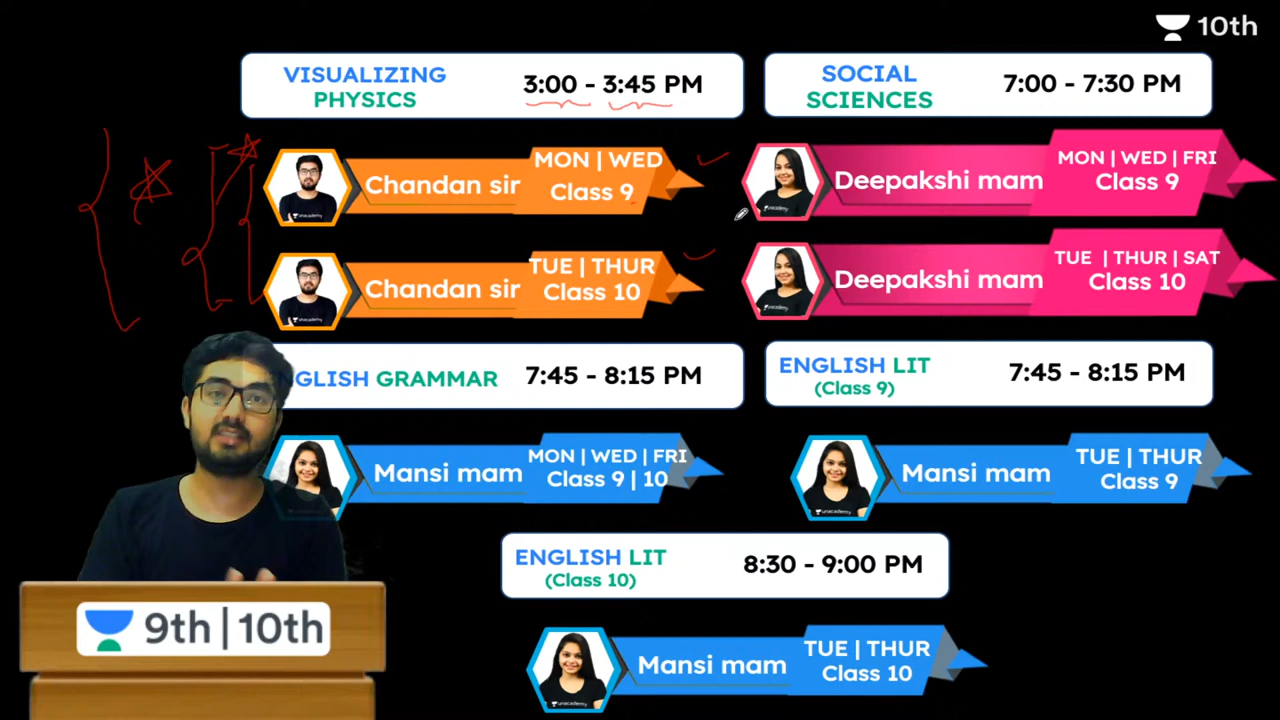 10th
VISUALIZING
PHYSICS
3:00 - 3:45 PM
SOCIAL
SCIENCES
7:00 - 7:30 PM
Chandan sir
MON | WED
Class 9
Deepakshi mam
MON | WED | FRI
Class 9
Chandan sir
TUE | THUR
Class 10
Deepakshi mam
TUE | THUR | SAT
Class 10
NGLISH GRAMMAR
7:45 - 8:15 PM
ENGLISH LIT
(Class 9)
7:45 - 8:15 PM
Mansi mam
MON | WED | FRI
Class 9 | 10
Mansi mam
TUE | THUR
Class 9
unacademy
ENGLISH LIT
(Class 10)
8:30 - 9:00 PM
9th | 10th
Mansi mam
TUE | THUR
Class 10